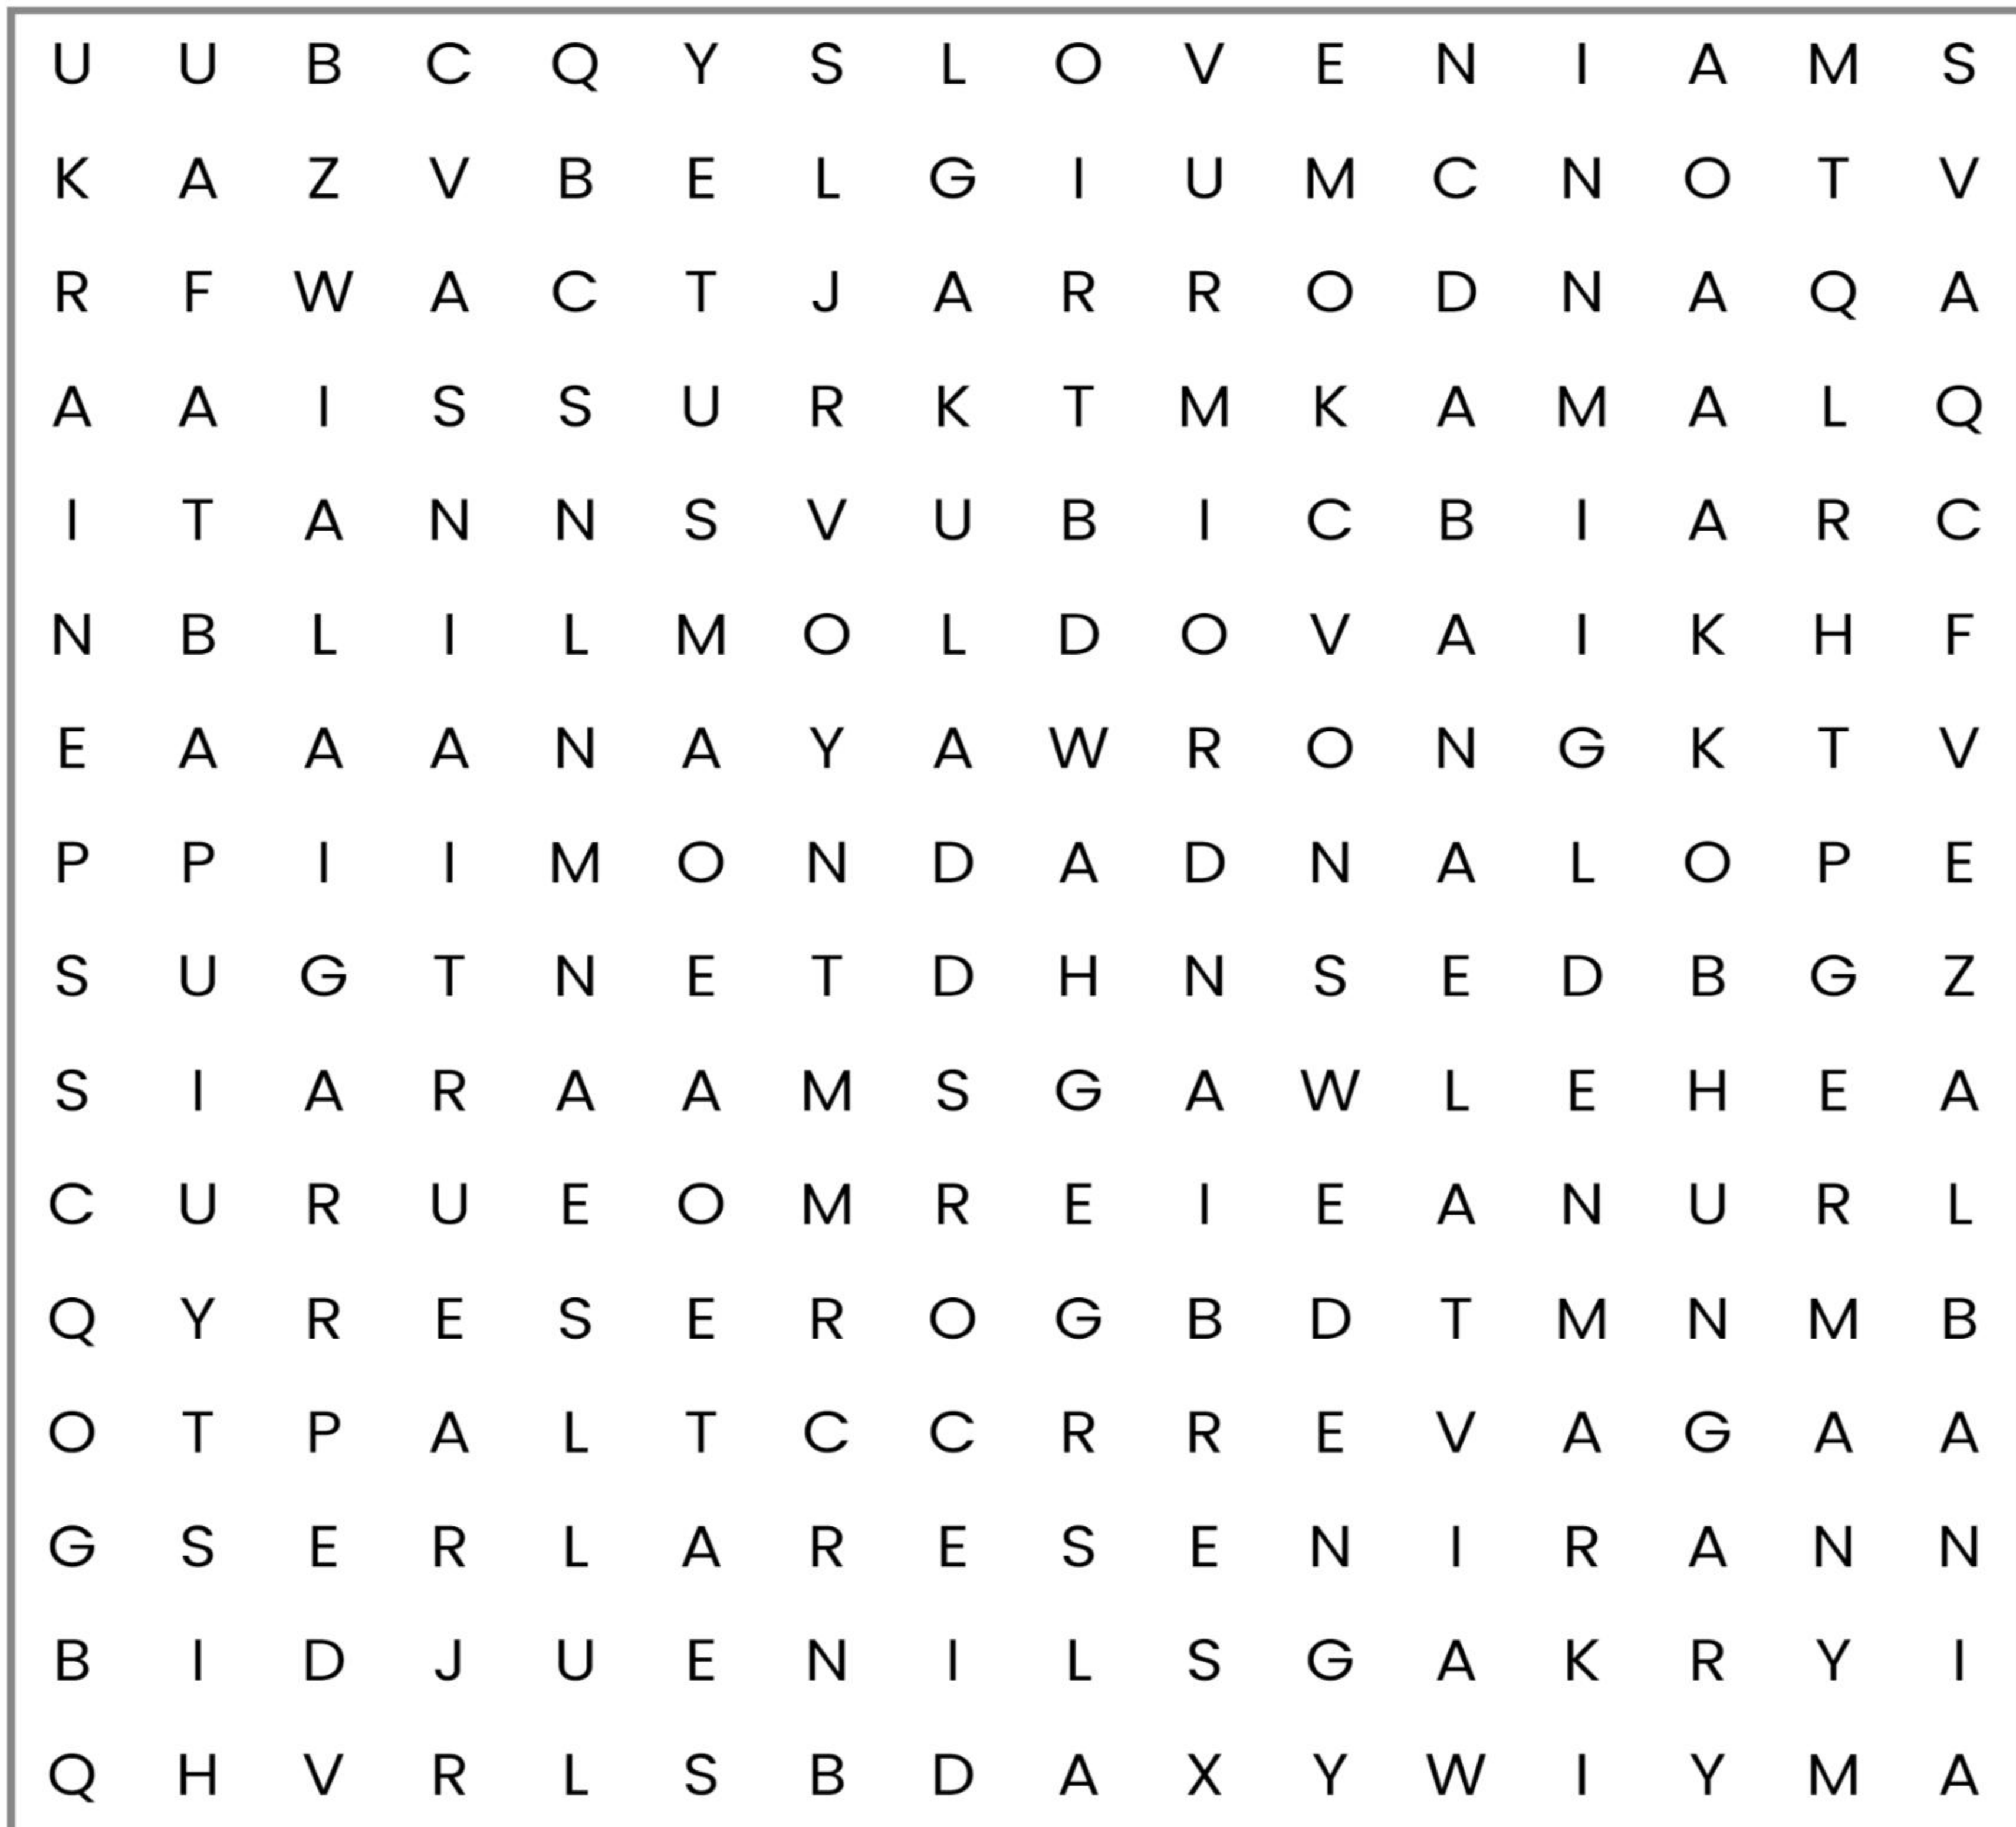 U U B C Q Y S L O V E N I A M S
K A Z V B E L G I U M C N O T V
R F W A C T J A R R O D N A Q A
A A I S S U R K T M K A M A L Q
I T A N N S V U B I C B I A R C
N B L I L M O L D O V A I K H F
E A A A N A Y A W R O N G K T V
P P I I M O N D A D N A L O P E
S U G T N E T D H N S E D B G Z
S I A R A A M S G A W L E H E A
C U R U E O M R E I E A N U R L
Q Y R E S E R O G B D T M N M B
O T P A L T C C R R E V A G A A
G S E R L A R E S E N I R A N N
B I D J U E N I L S G A K R Y I
Q H V R L S B D A X Y W I Y M A